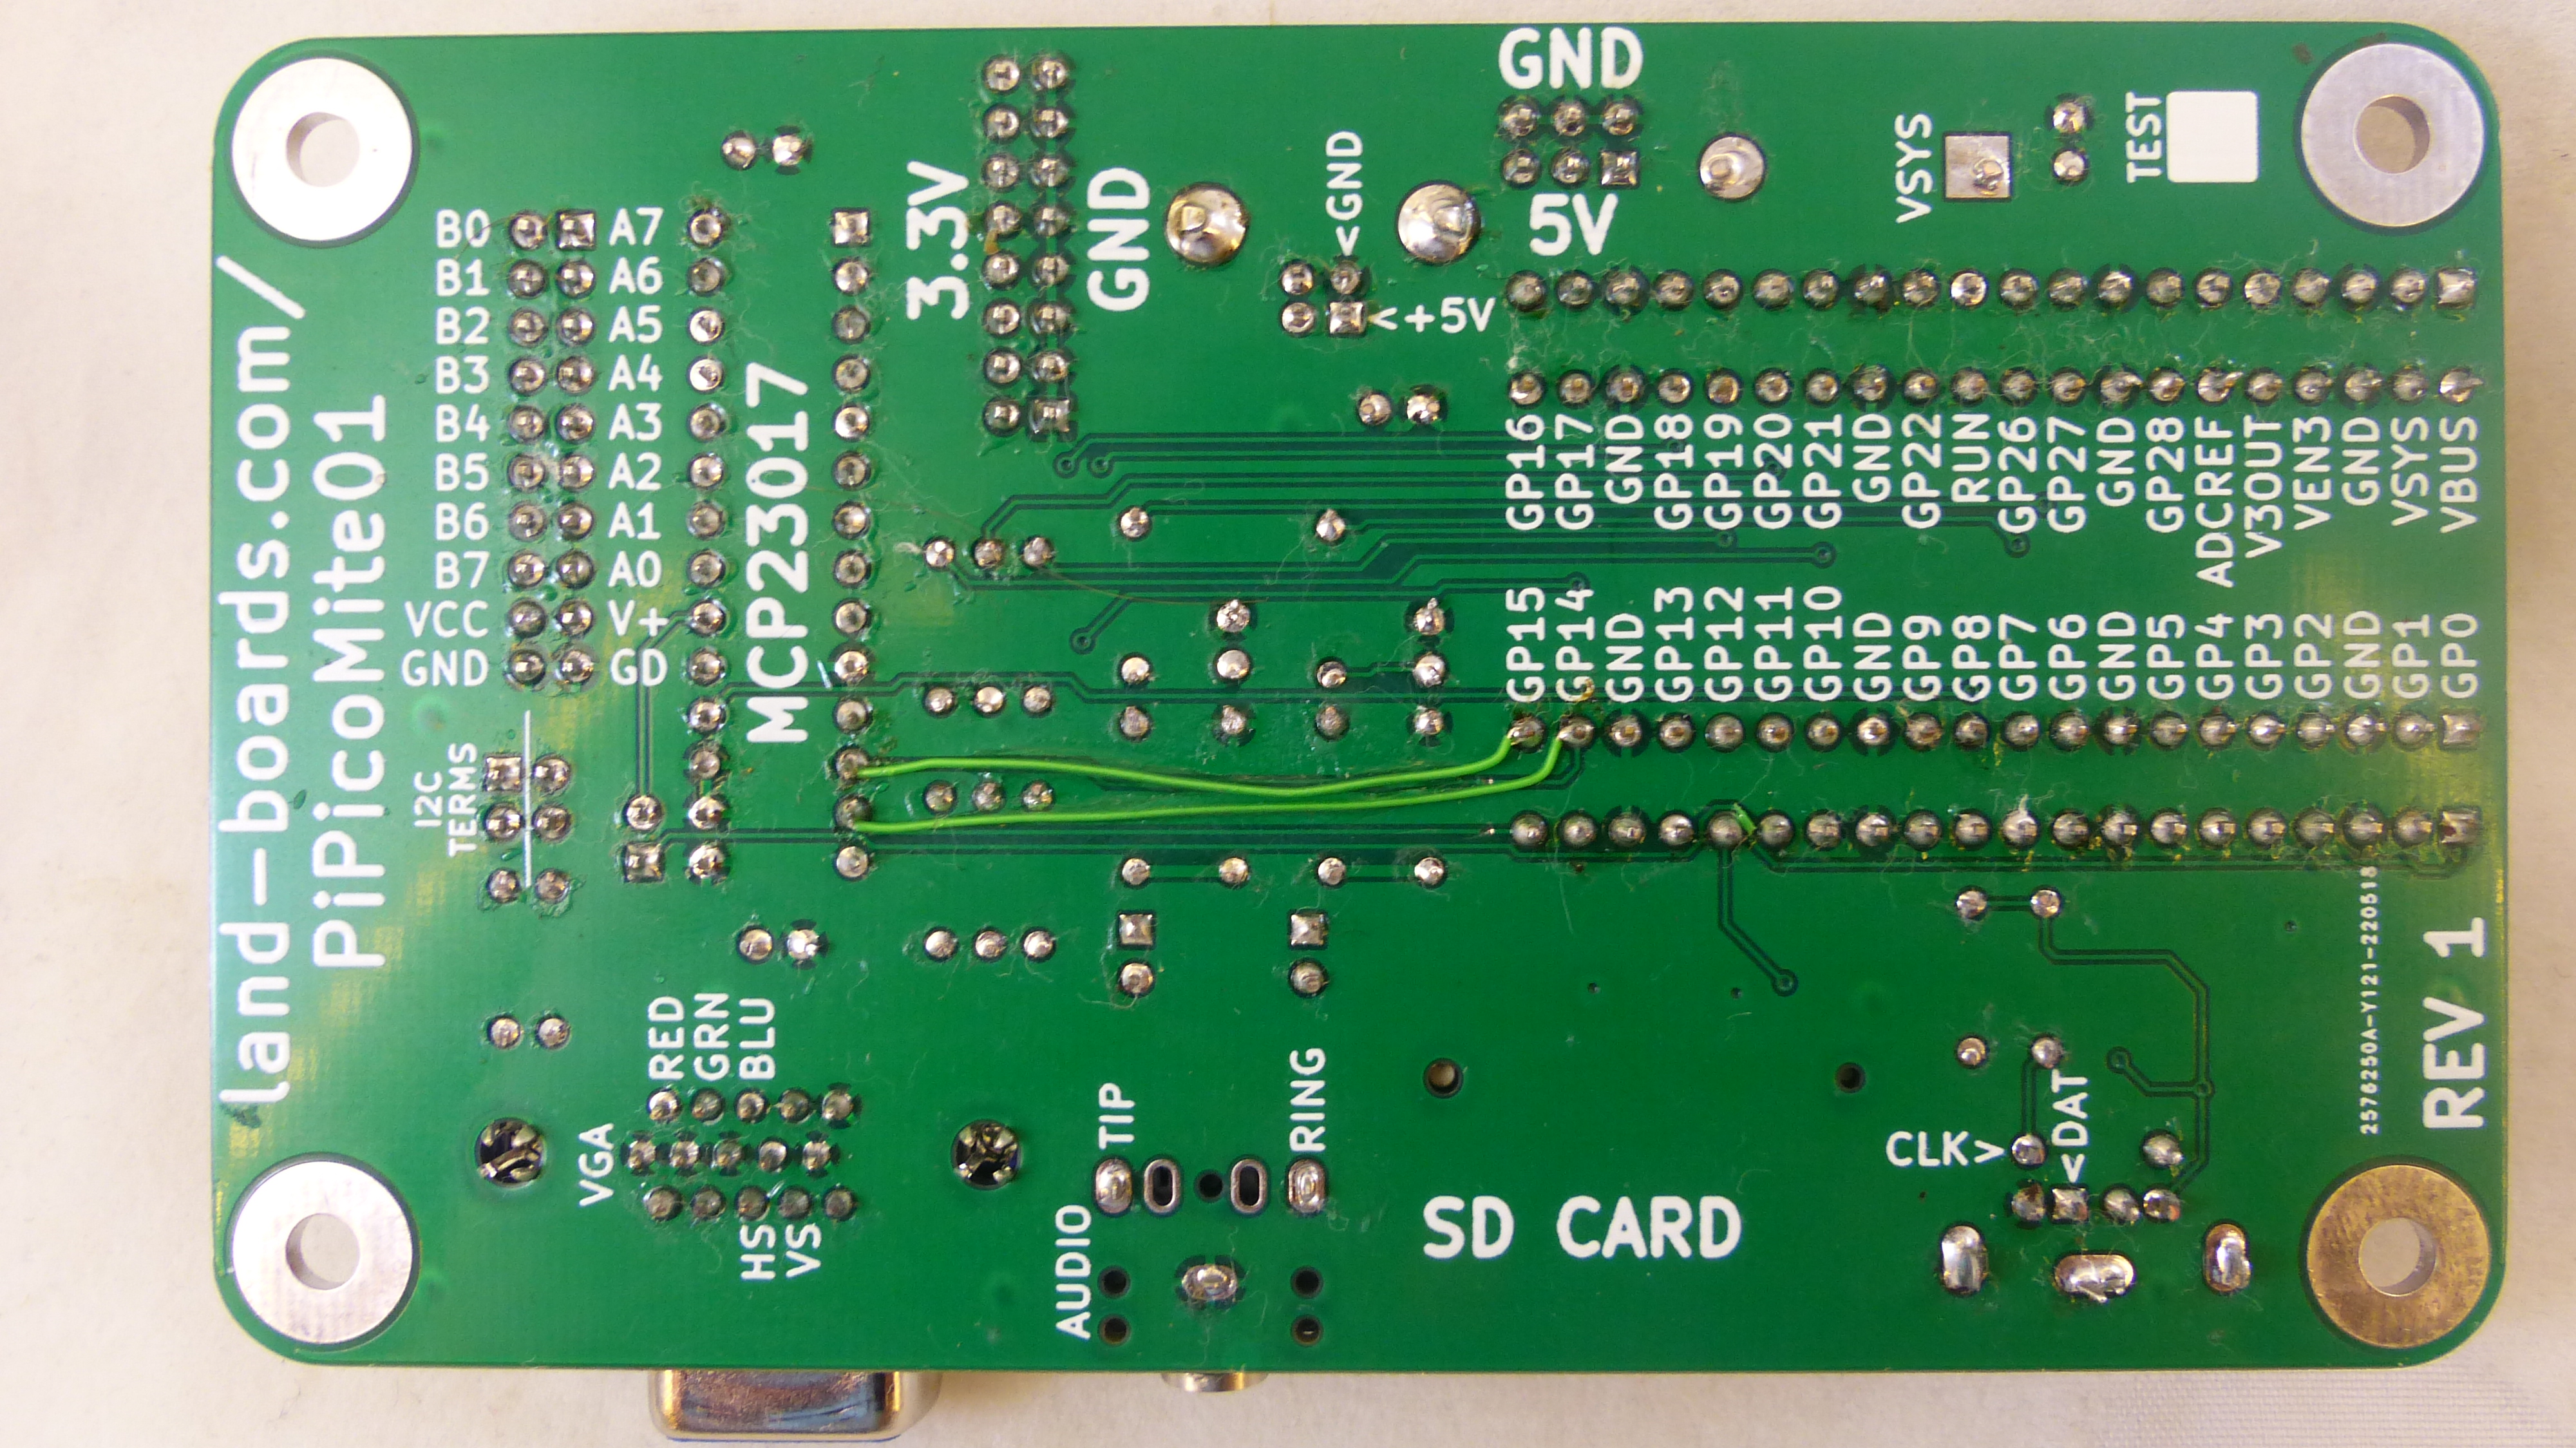 land-boards.com/
PiPicoMite01
B0 A7
B1 A6
B2 A5
B3 A4
B4 A3
B5 A2
B6 A1
B7 A0
VCC V+
GND GD
I2C
TERMS
MCP23017
3.3V
GND
<GND
<+5V
GND
5V
VSYS
TEST
GP16
GP17
GND
GP18
GP19
GP20
GP21
GND
GP22
RUN
GP26
GP27
GND
GP28
ADCREF
V3OUT
VEN3
GND
VSYS
VBUS
GP15
GP14
GND
GP13
GP12
GP11
GP10
GND
GP9
GP8
GP7
GP6
GND
GP5
GP4
GP3
GP2
GND
GP1
GP0
RED
GRN
BLU
VGA
HS
VS
TIP
RING
AUDIO
SD CARD
CLK>
<DAT
2576250A-Y121-220518
REV 1